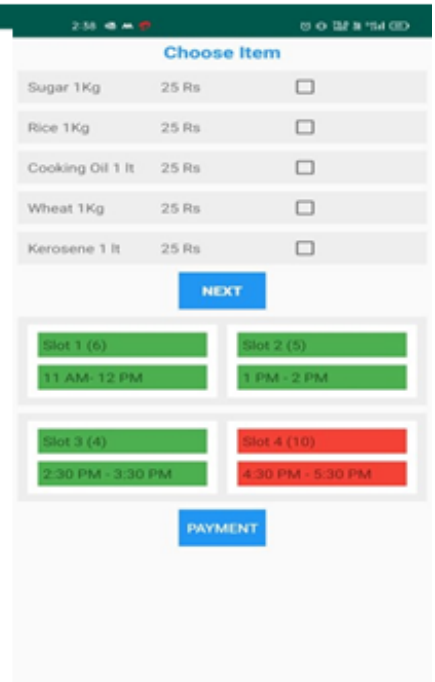 2:38
Choose Item
Sugar 1Kg 25 Rs
Rice 1Kg 25 Rs
Cooking Oil 1 lt 25 Rs
Wheat 1Kg 25 Rs
Kerosene 1 lt 25 Rs
NEXT
Slot 1 (6) Slot 2 (5)
11 AM- 12 PM 1 PM - 2 PM
Slot 3 (4) Slot 4 (10)
2:30 PM - 3:30 PM 4:30 PM - 5:30 PM
PAYMENT